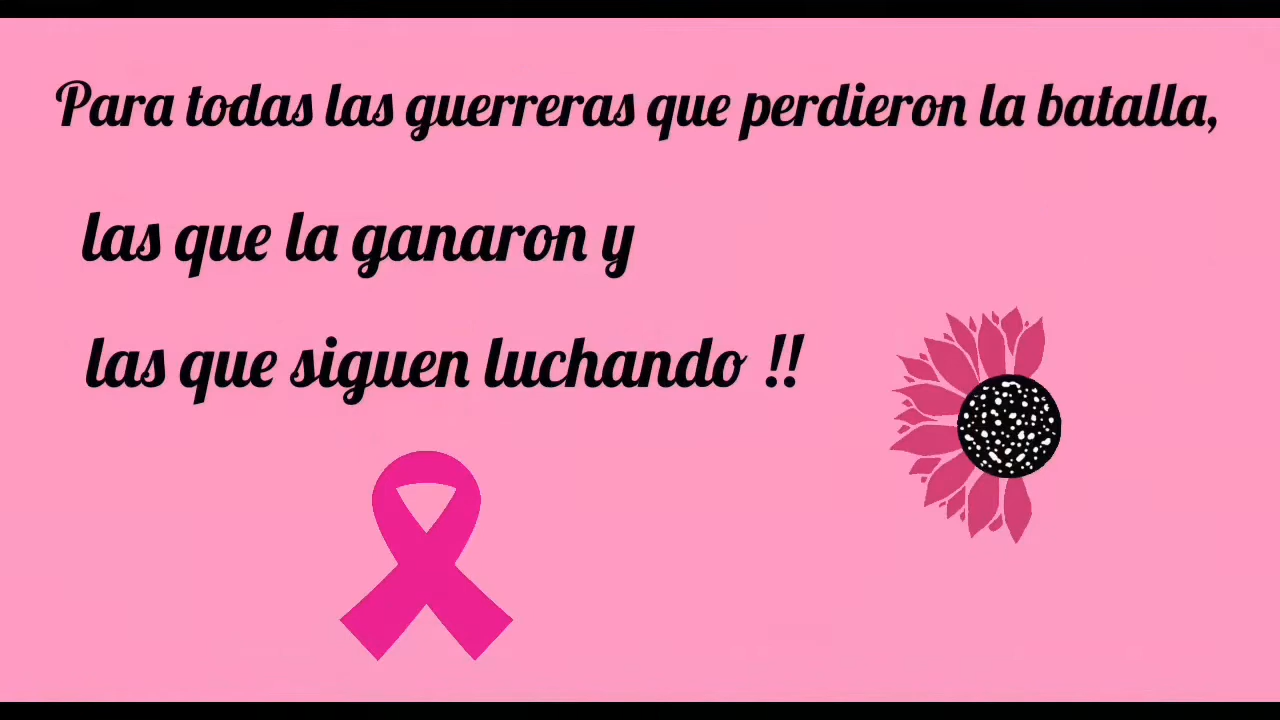 Para todas las guerreras que perdieron la batalla,
las que la ganaron y
las que siguen luchando !!